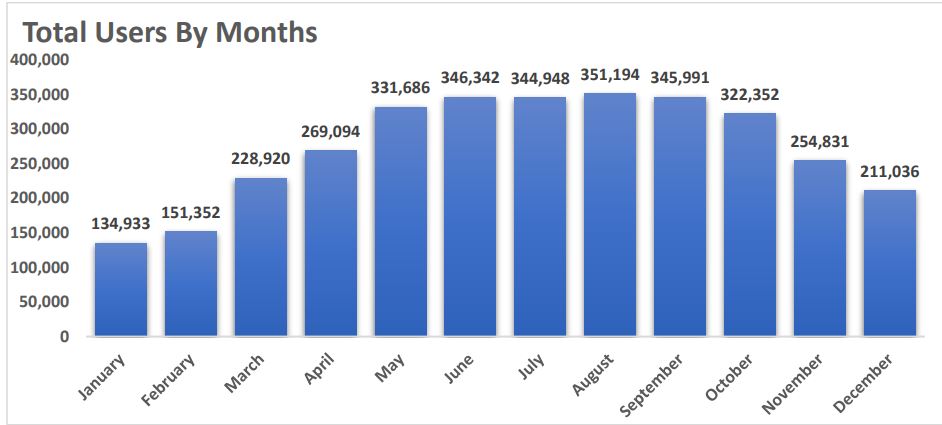 Total Users By Months
400,000
350,000
300,000
250,000
200,000
150,000
100,000
50,000
0
134,933
151,352
228,920
269,094
331,686
346,342
344,948
351,194
345,991
322,352
254,831
211,036
January
February
March
April
May
June
July
August
September
October
November
December